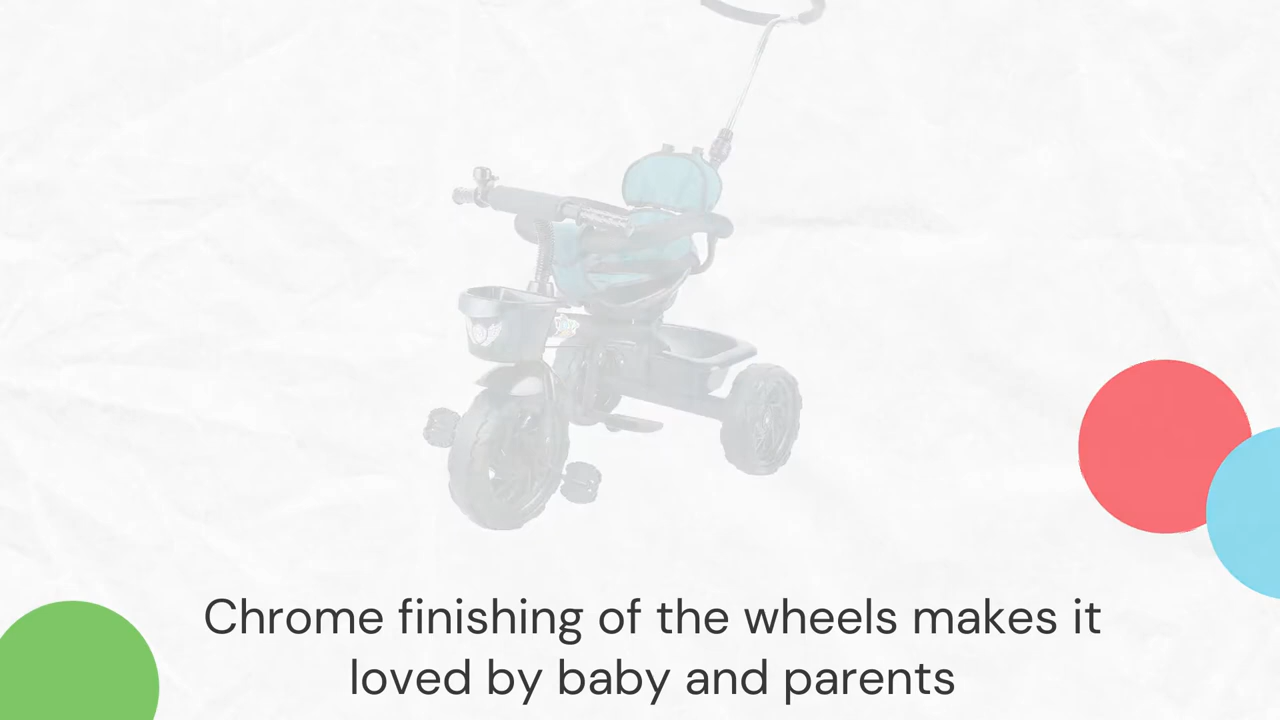 Chrome finishing of the wheels makes it
loved by baby and parents